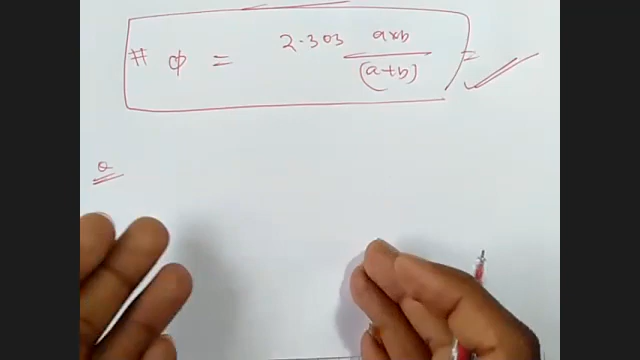 # φ = 2.303 a×b / (a+b) =
Q